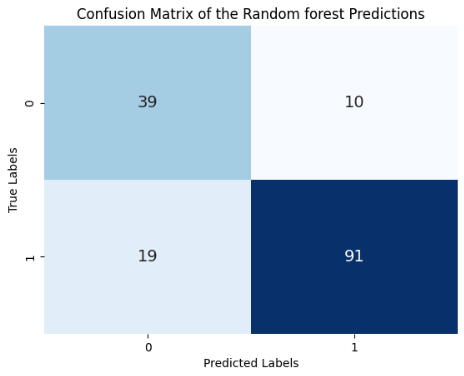 Confusion Matrix of the Random forest Predictions
0
39
10
True Labels
1
19
91
0
1
Predicted Labels